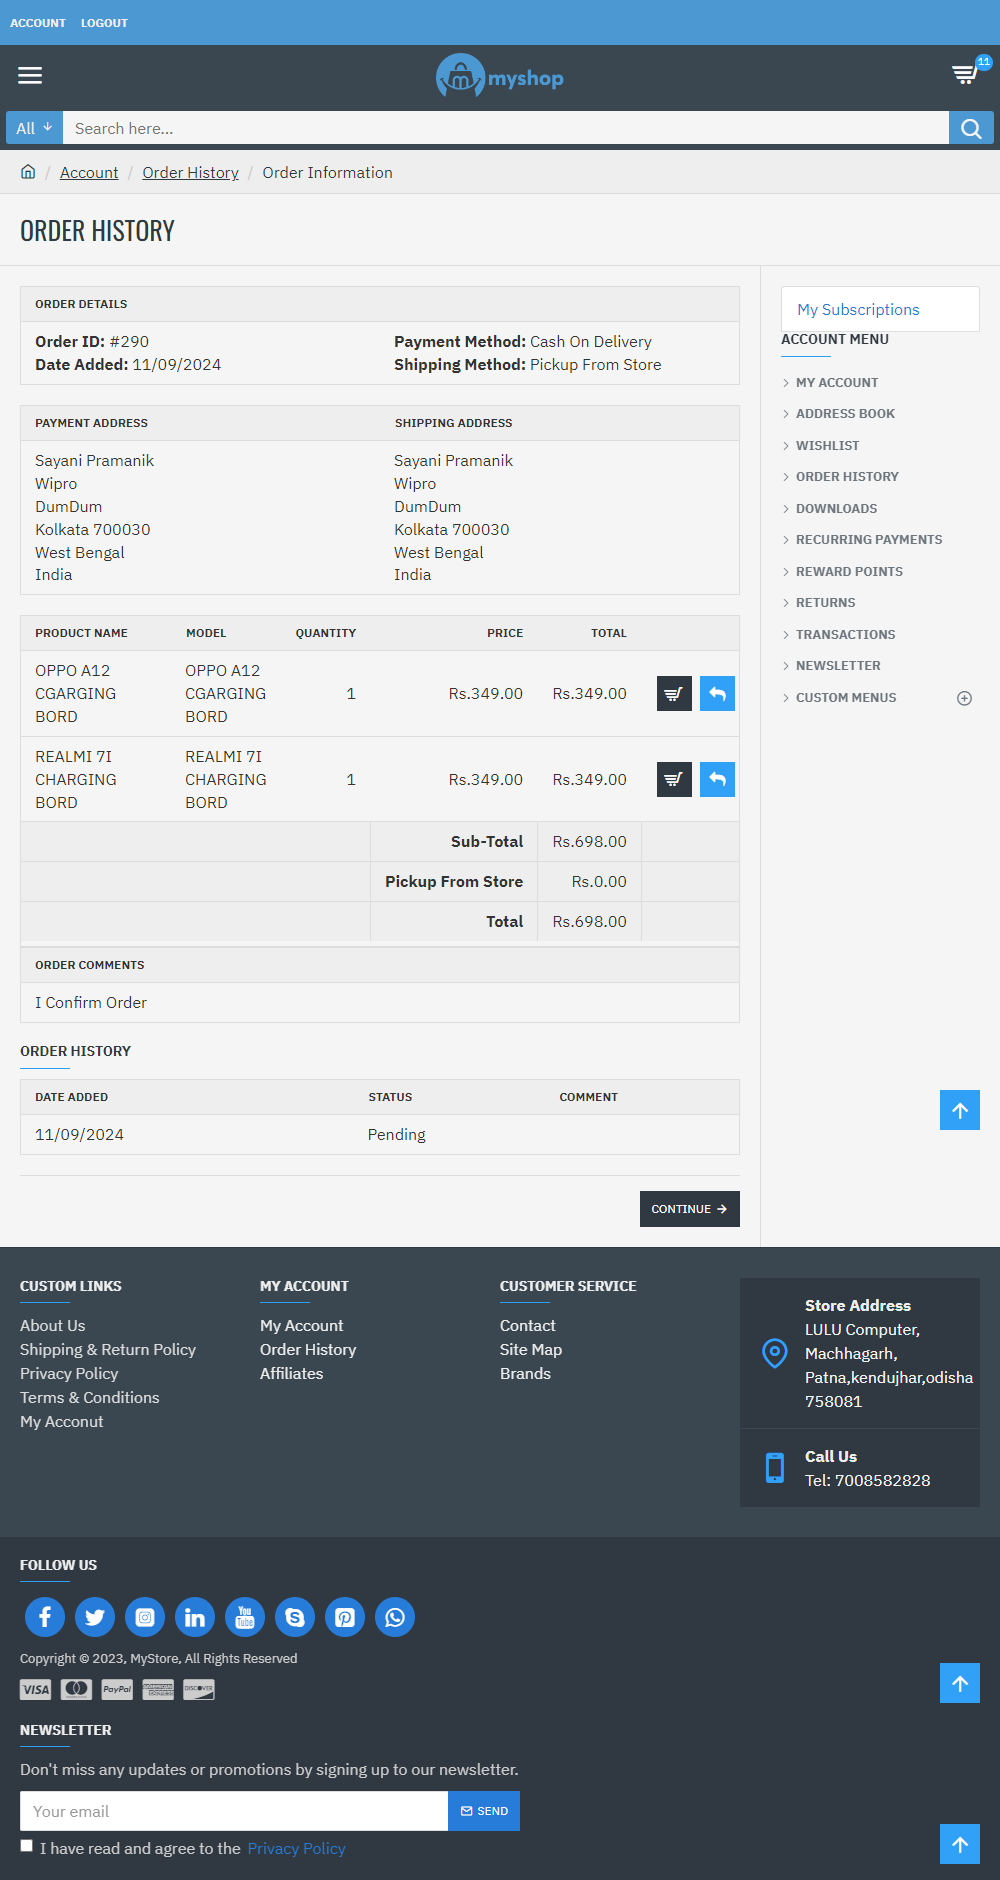 ACCOUNT LOGOUT
myshop
11
All Search here...
/ Account / Order History / Order Information
ORDER HISTORY
ORDER DETAILS
Order ID: #290 Payment Method: Cash On Delivery
Date Added: 11/09/2024 Shipping Method: Pickup From Store
PAYMENT ADDRESS SHIPPING ADDRESS
Sayani Pramanik Sayani Pramanik
Wipro Wipro
DumDum DumDum
Kolkata 700030 Kolkata 700030
West Bengal West Bengal
India India
PRODUCT NAME MODEL QUANTITY PRICE TOTAL
OPPO A12 OPPO A12
CGARGING CGARGING 1 Rs.349.00 Rs.349.00
BORD BORD
REALMI 7I REALMI 7I
CHARGING CHARGING 1 Rs.349.00 Rs.349.00
BORD BORD
Sub-Total Rs.698.00
Pickup From Store Rs.0.00
Total Rs.698.00
ORDER COMMENTS
I Confirm Order
ORDER HISTORY
DATE ADDED STATUS COMMENT
11/09/2024 Pending
CONTINUE
My Subscriptions
ACCOUNT MENU
MY ACCOUNT
ADDRESS BOOK
WISHLIST
ORDER HISTORY
DOWNLOADS
RECURRING PAYMENTS
REWARD POINTS
RETURNS
TRANSACTIONS
NEWSLETTER
CUSTOM MENUS
CUSTOM LINKS
About Us
Shipping & Return Policy
Privacy Policy
Terms & Conditions
My Acconut
MY ACCOUNT
My Account
Order History
Affiliates
CUSTOMER SERVICE
Contact
Site Map
Brands
Store Address
LULU Computer,
Machhagarh,
Patna,kendujhar,odisha
758081
Call Us
Tel: 7008582828
FOLLOW US
You Tube
Copyright © 2023, MyStore, All Rights Reserved
VISA PayPal AMERICAN EXPRESS DISCOVER
NEWSLETTER
Don't miss any updates or promotions by signing up to our newsletter.
Your email SEND
I have read and agree to the Privacy Policy